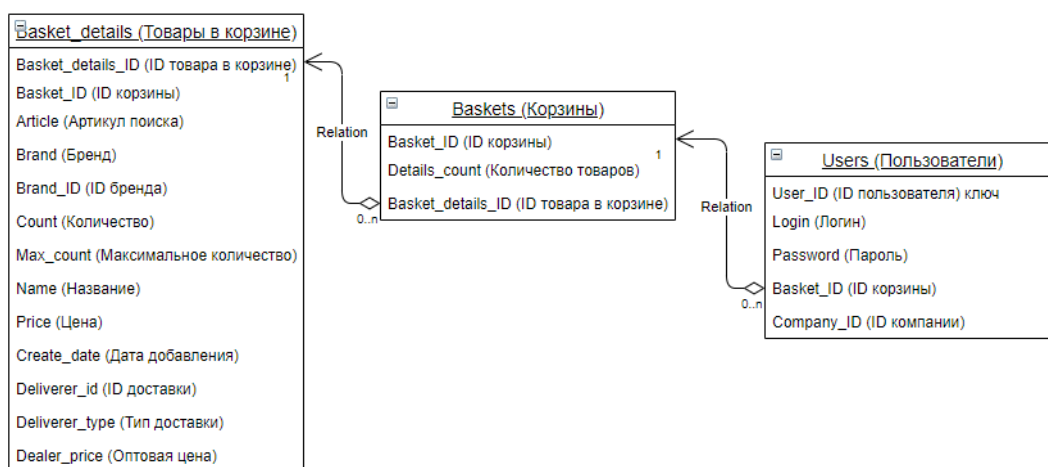 Basket_details (Товары в корзине)
Basket_details_ID (ID товара в корзине)
1
Basket_ID (ID корзины)
Article (Артикул поиска)
Brand (Бренд)
Brand_ID (ID бренда)
Count (Количество)
Max_count (Максимальное количество)
Name (Название)
Price (Цена)
Create_date (Дата добавления)
Deliverer_id (ID доставки)
Deliverer_type (Тип доставки)
Dealer_price (Оптовая цена)
Relation
0..n
Baskets (Корзины)
Basket_ID (ID корзины)
1
Details_count (Количество товаров)
Basket_details_ID (ID товара в корзине)
Relation
0..n
Users (Пользователи)
User_ID (ID пользователя) ключ
Login (Логин)
Password (Пароль)
Basket_ID (ID корзины)
Company_ID (ID компании)